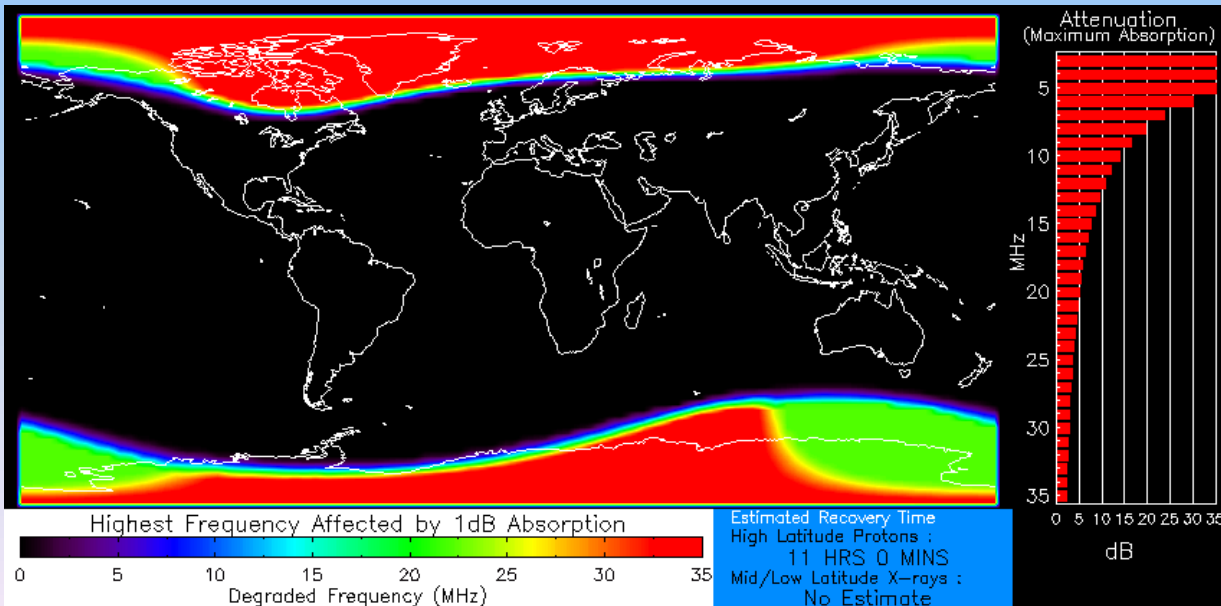 Attenuation
(Maximum Absorption)
5
10
15
20
25
30
35
MHz
0 5 10 15 20 25 30 35
dB
Highest Frequency Affected by 1dB Absorption
0 5 10 15 20 25 30 35
Degraded Frequency (MHz)
Estimated Recovery Time
High Latitude Protons :
11 HRS 0 MINS
Mid/Low Latitude X-rays :
No Estimate